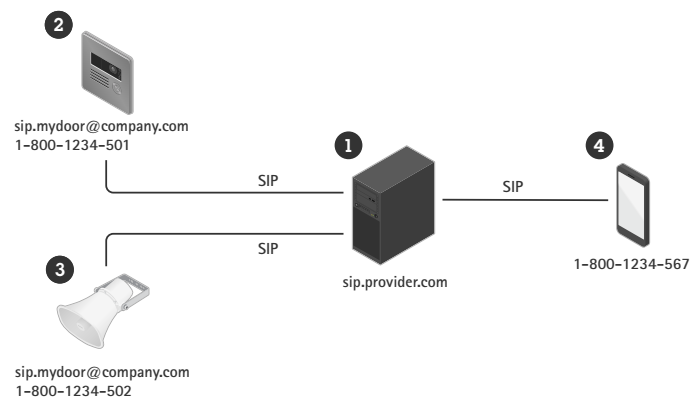 2
sip.mydoor@company.com
1-800-1234-501
1
4
SIP
SIP
SIP
3
1-800-1234-567
sip.provider.com
sip.mydoor@company.com
1-800-1234-502